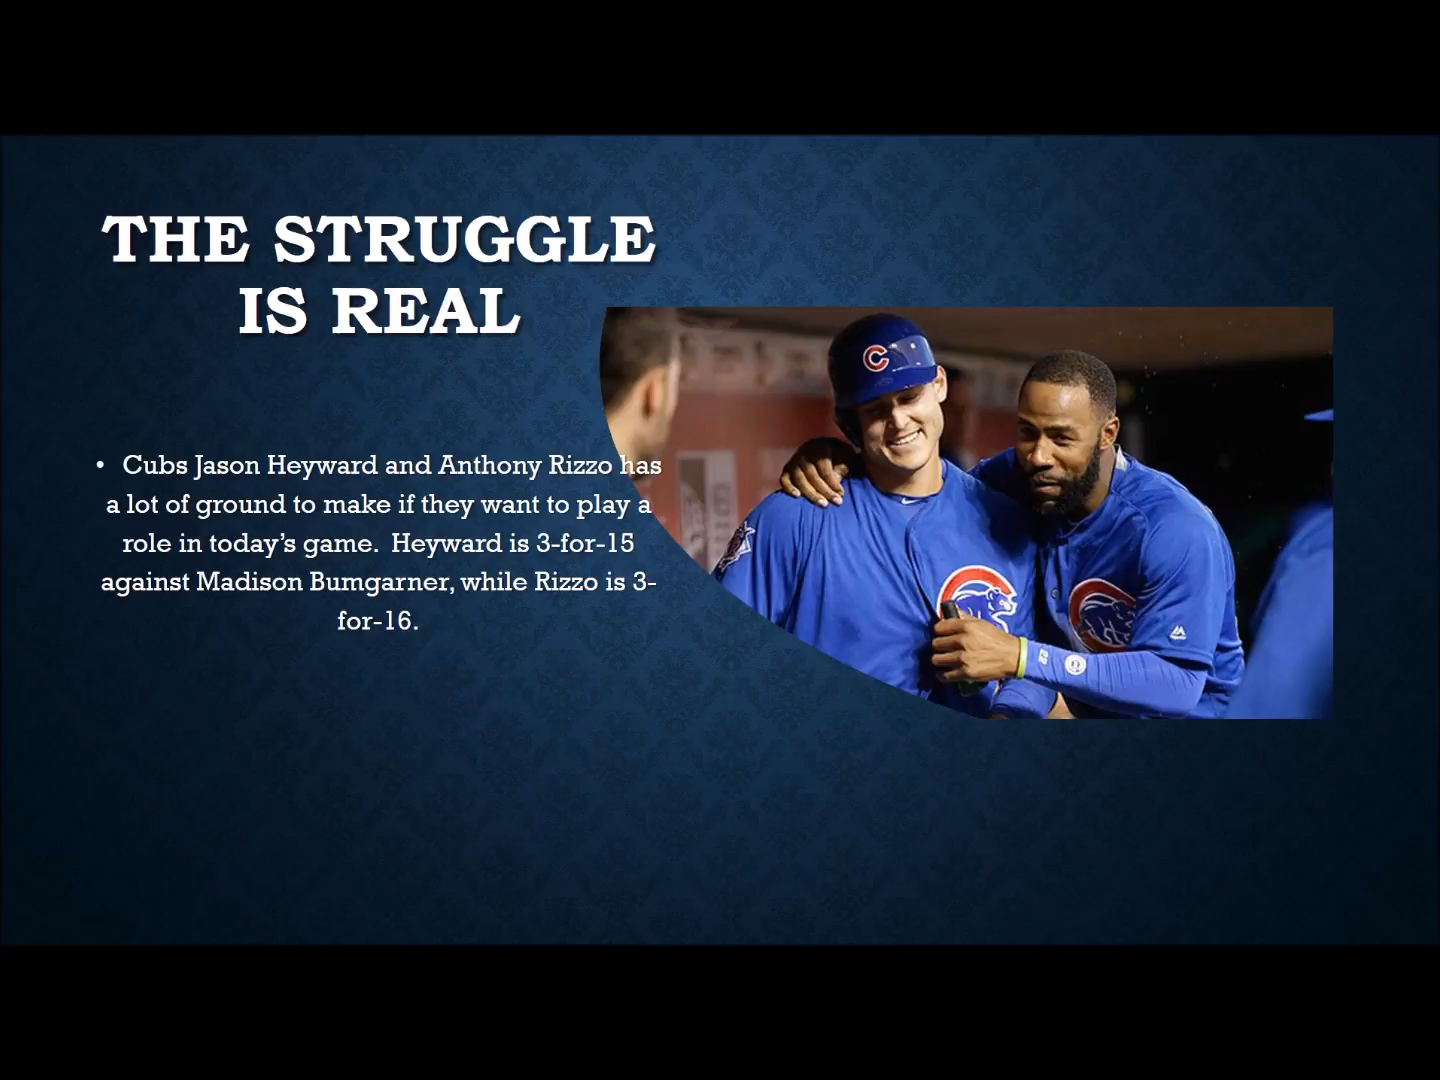 THE STRUGGLE
IS REAL
• Cubs Jason Heyward and Anthony Rizzo has
a lot of ground to make if they want to play a
role in today’s game.  Heyward is 3-for-15
against Madison Bumgarner, while Rizzo is 3-
for-16.
C
22